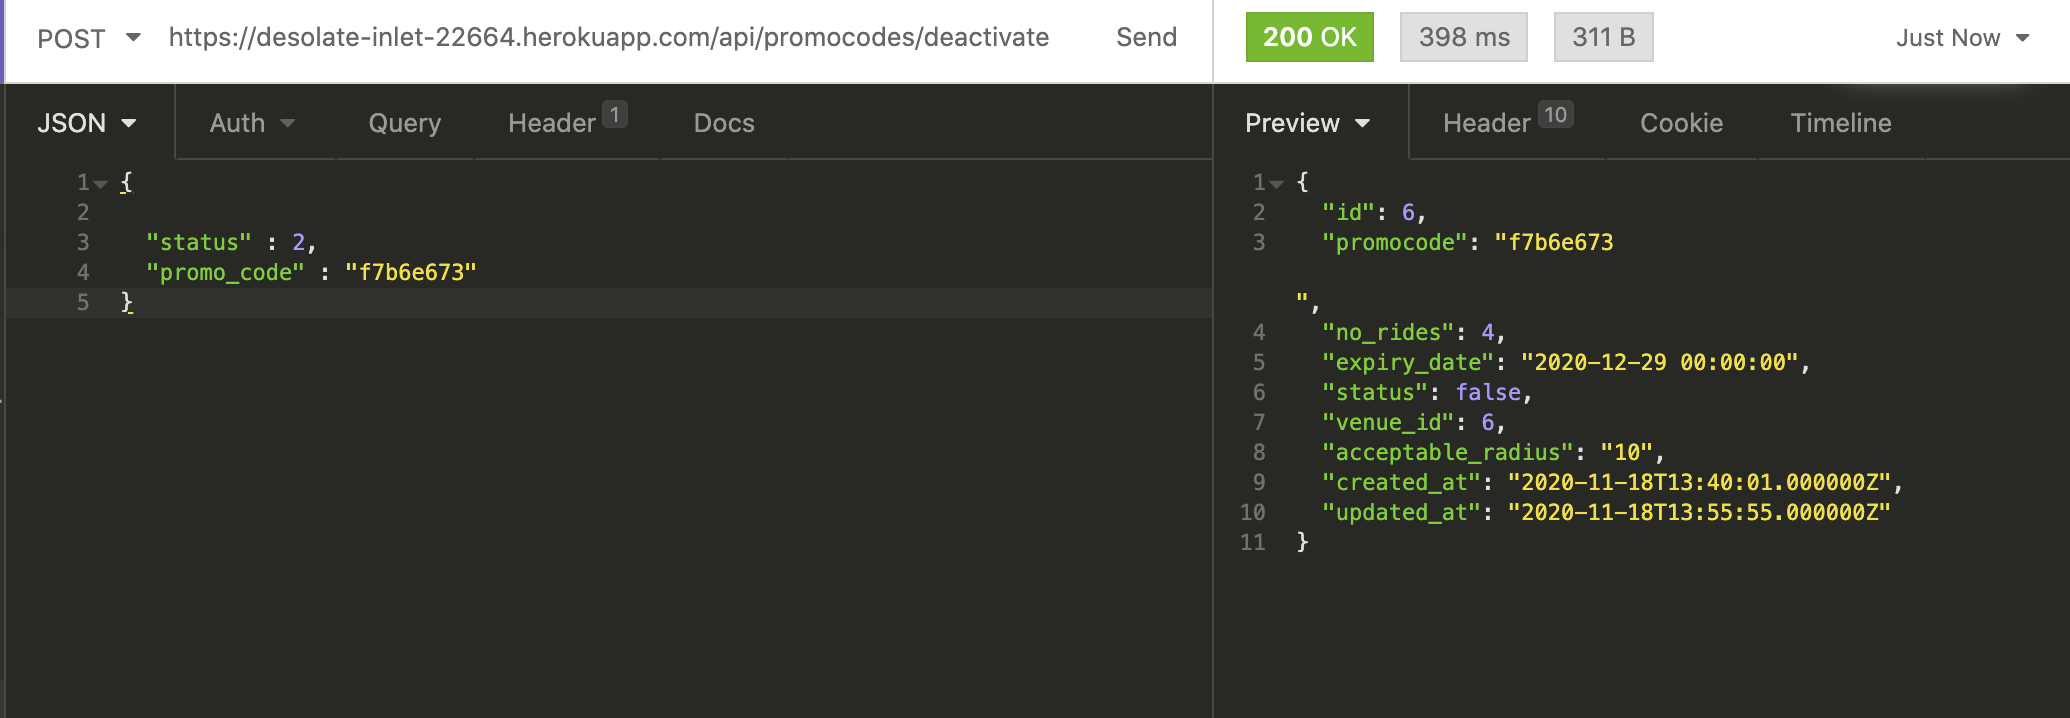 POST https://desolate-inlet-22664.herokuapp.com/api/promocodes/deactivate Send
200 OK 398 ms 311 B Just Now
JSON Auth Query Header 1 Docs
1 {
2
3 "status" : 2,
4 "promo_code" : "f7b6e673"
5 }
Preview Header 10 Cookie Timeline
1 {
2 "id": 6,
3 "promocode": "f7b6e673
",
4 "no_rides": 4,
5 "expiry_date": "2020-12-29 00:00:00",
6 "status": false,
7 "venue_id": 6,
8 "acceptable_radius": "10",
9 "created_at": "2020-11-18T13:40:01.000000Z",
10 "updated_at": "2020-11-18T13:55:55.000000Z"
11 }